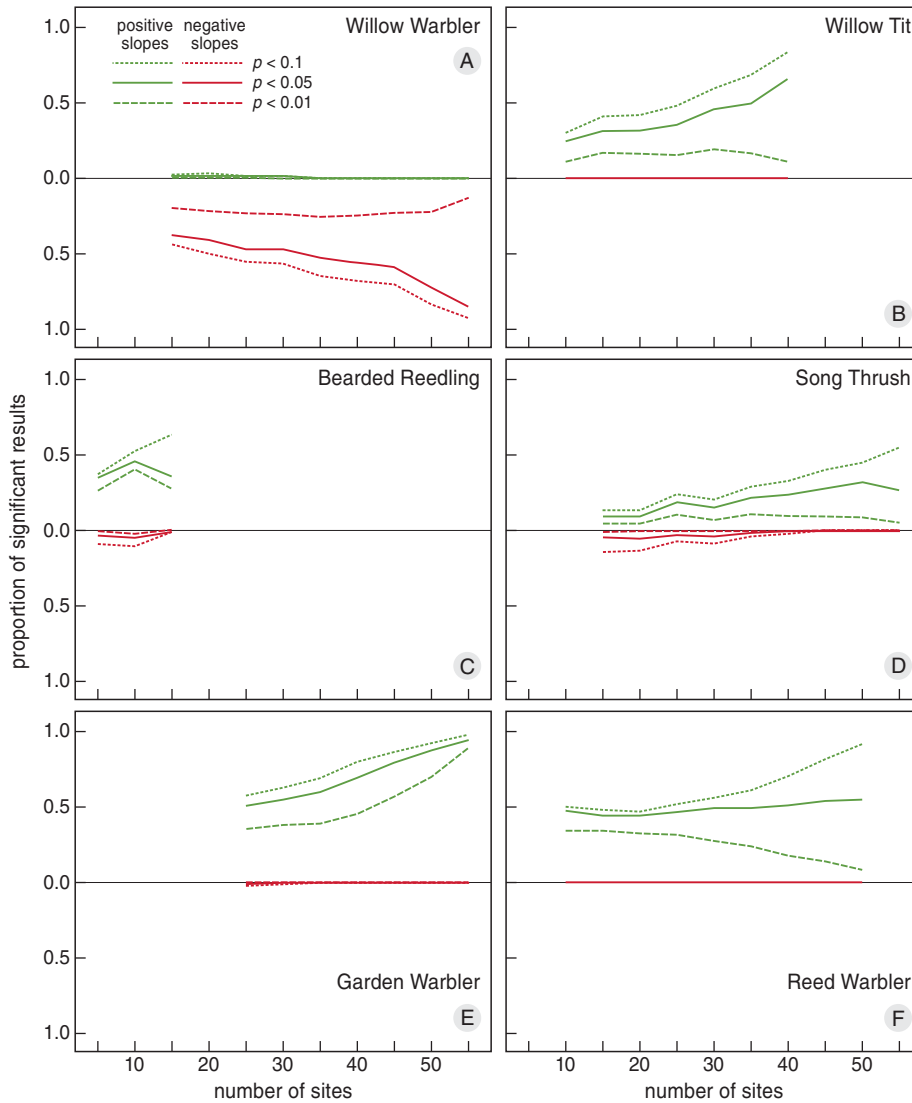 positive slopes
negative slopes
p < 0.1
p < 0.05
p < 0.01
Willow Warbler
A
1.0
0.5
0.0
0.5
1.0
Willow Tit
B
Bearded Reedling
C
1.0
0.5
0.0
0.5
1.0
Song Thrush
D
proportion of significant results
1.0
0.5
0.0
0.5
1.0
Garden Warbler
E
10 20 30 40 50
number of sites
Reed Warbler
F
10 20 30 40 50
number of sites